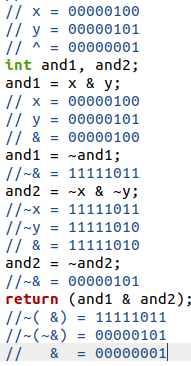 // x = 00000100
// y = 00000101
// ^ = 00000001
int and1, and2;
and1 = x & y;
// x = 00000100
// y = 00000101
// & = 00000100
and1 = ~and1;
//~& = 11111011
and2 = ~x & ~y;
//~x = 11111011
//~y = 11111010
// & = 11111010
and2 = ~and2;
//~& = 00000101
return (and1 & and2);
//~( &) = 11111011
//~(~&) = 00000101
//   &  = 00000001